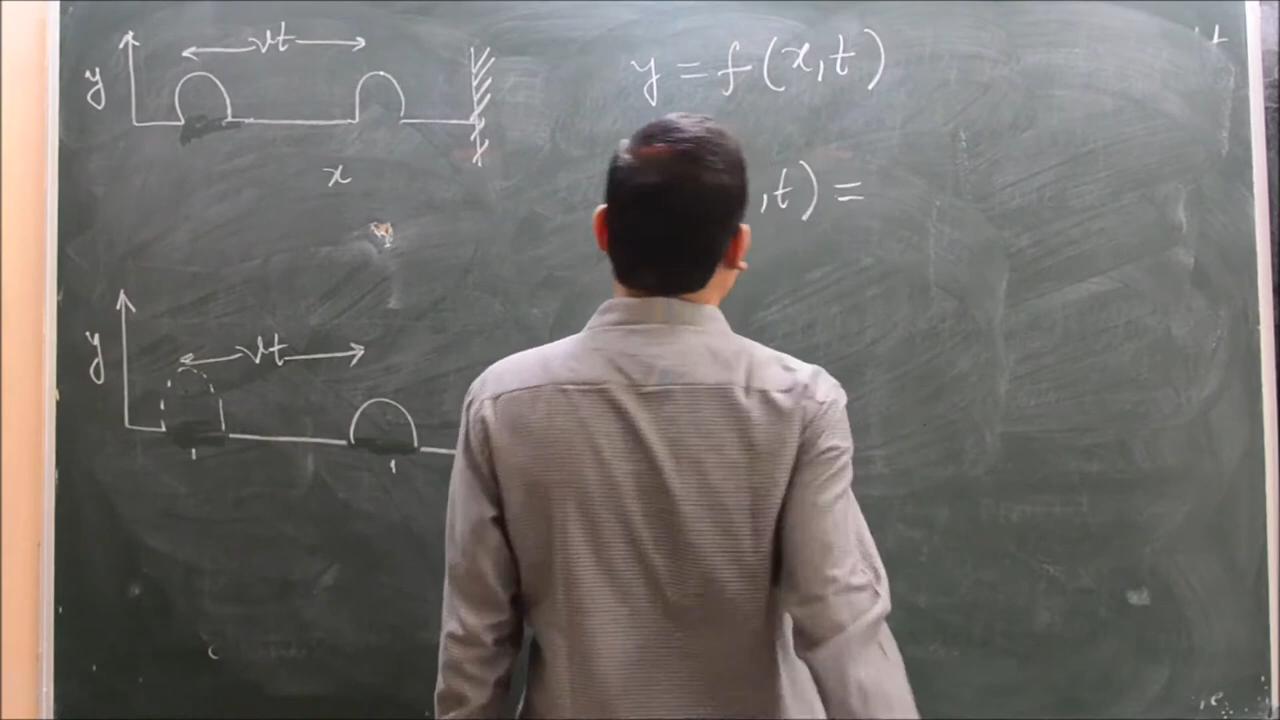 vt
y
x
y = f(x,t)
,t) =
vt
y